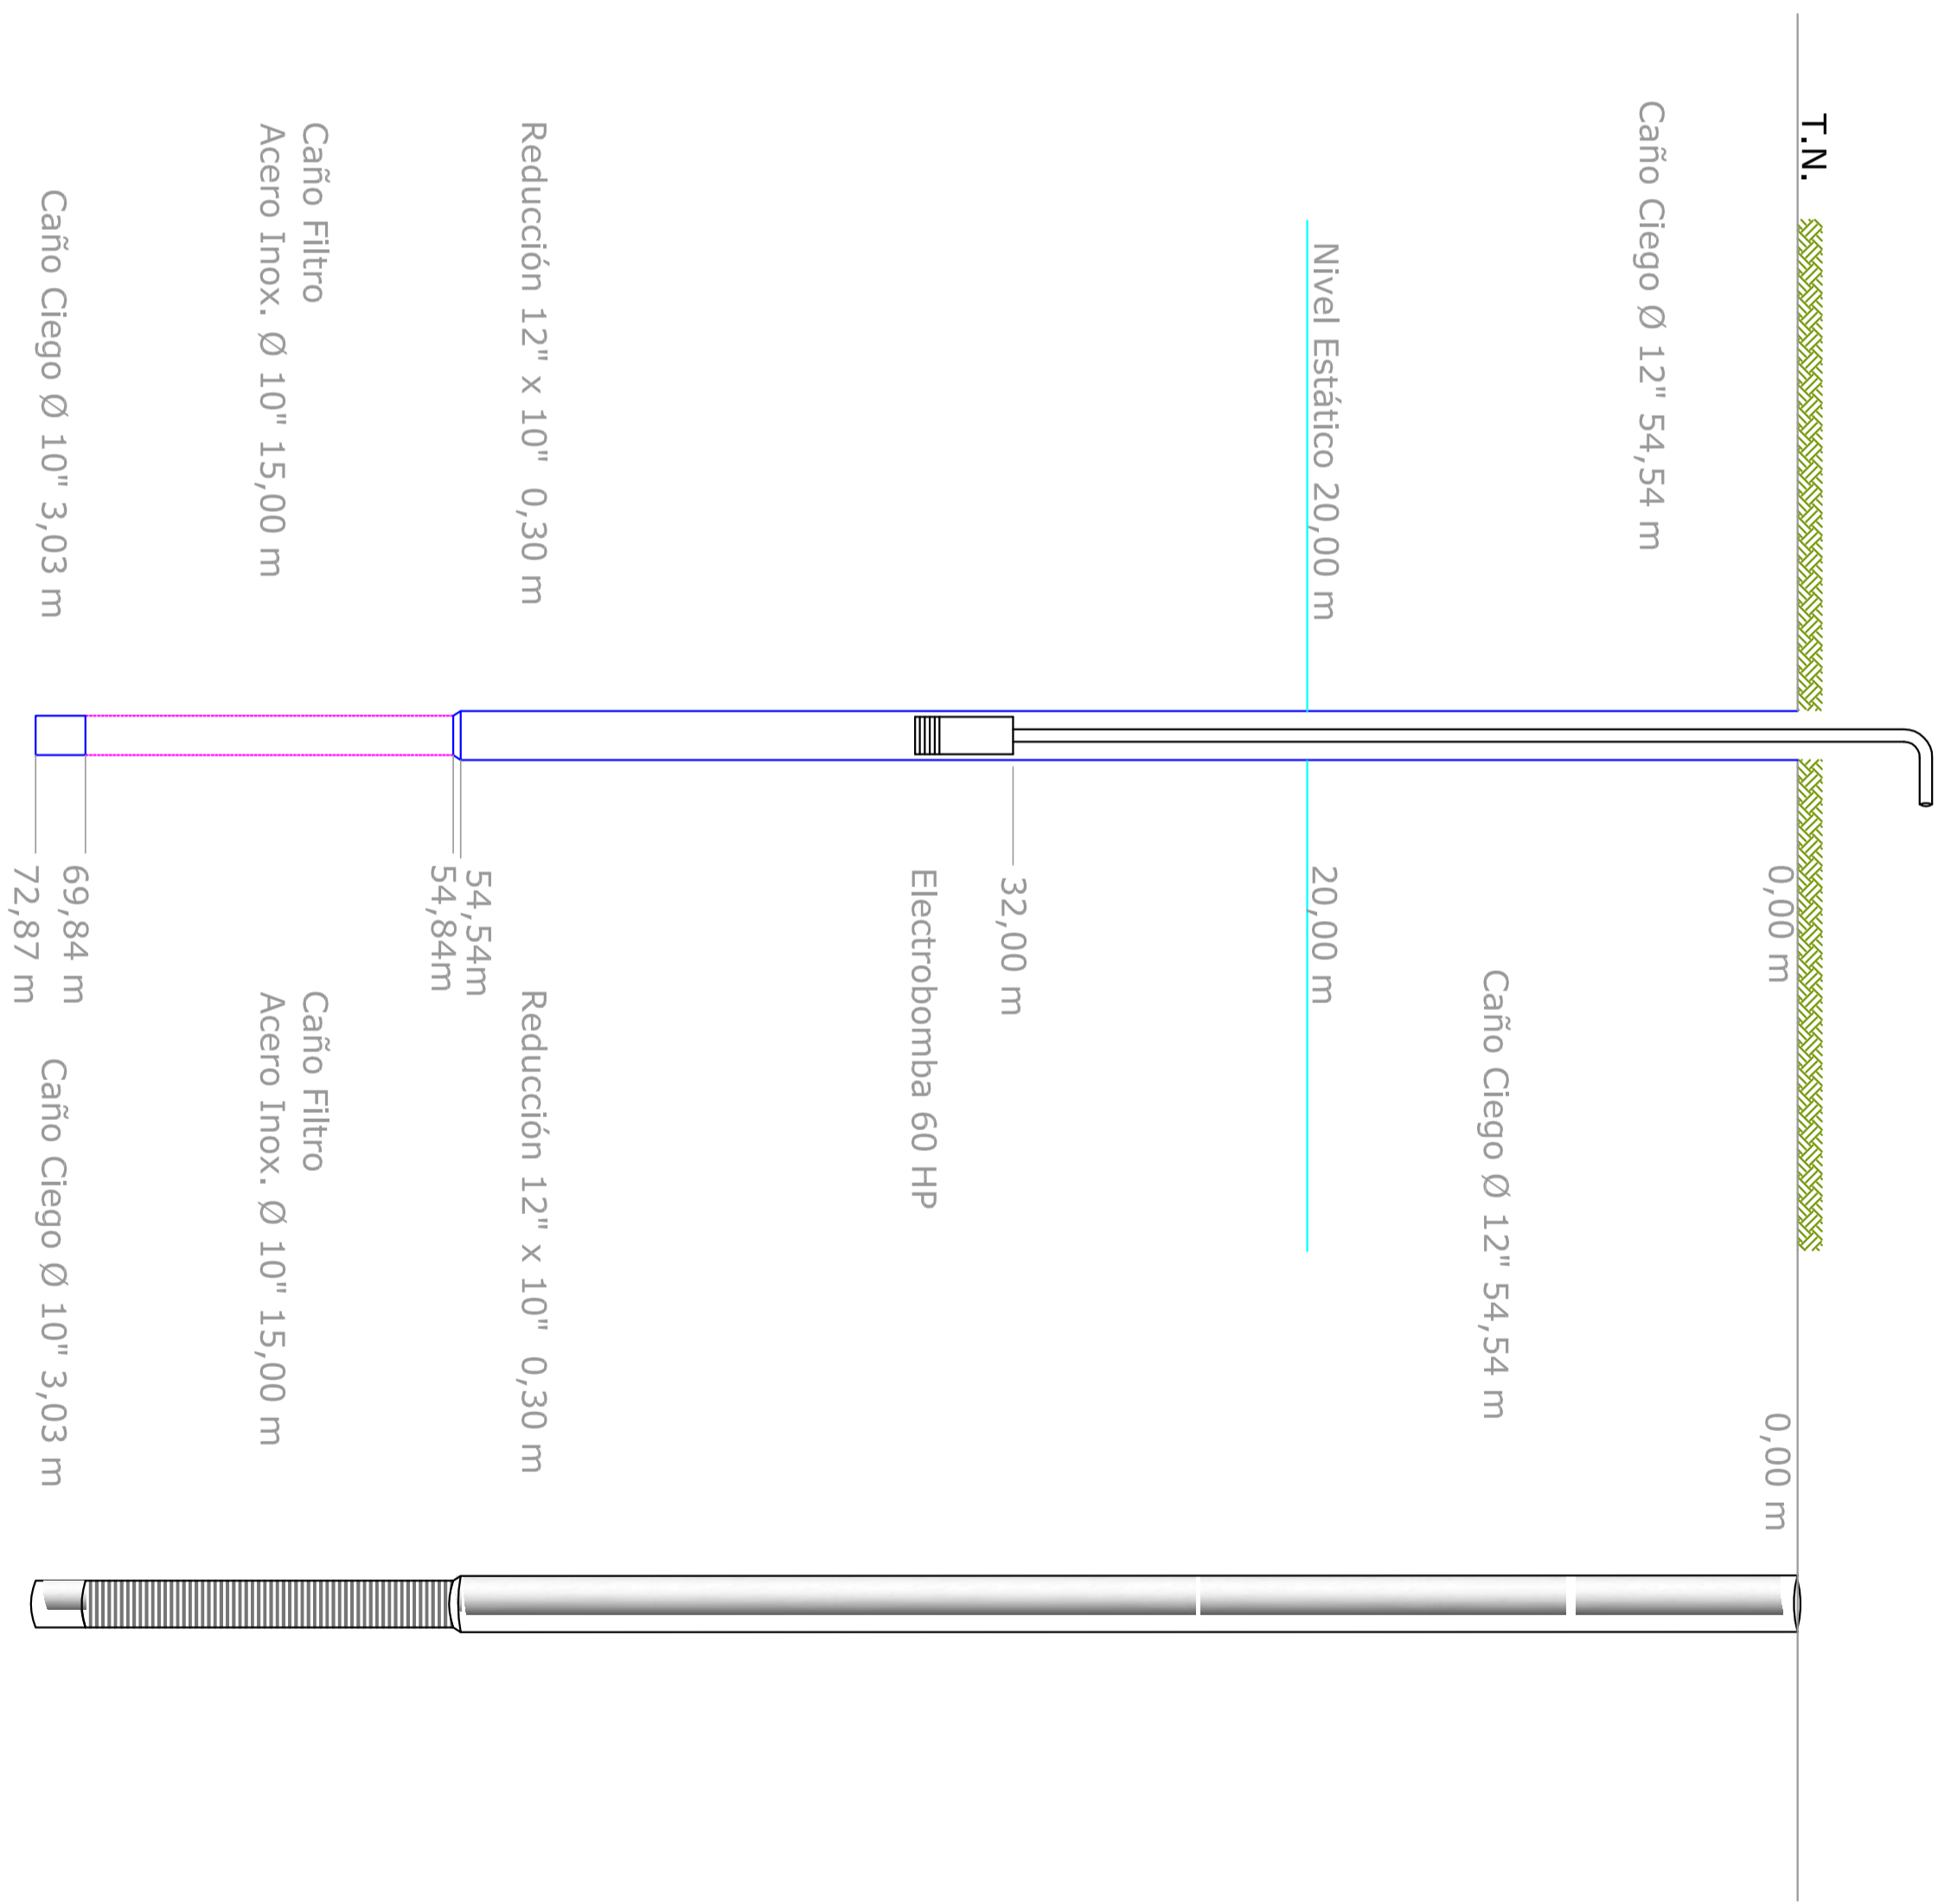 T.N.
Caño Ciego Ø 12" 54,54 m
0,00 m
0,00 m
Caño Ciego Ø 12" 54,54 m
Nivel Estático 20,00 m
20,00 m
32,00 m
Electrobomba 60 HP
Reducción 12" x 10" 0,30 m
Reducción 12" x 10" 0,30 m
54,54m
54,84m
Caño Filtro
Acero Inox. Ø 10" 15,00 m
Caño Filtro
Acero Inox. Ø 10" 15,00 m
69,84 m
Caño Ciego Ø 10" 3,03 m
Caño Ciego Ø 10" 3,03 m
72,87 m